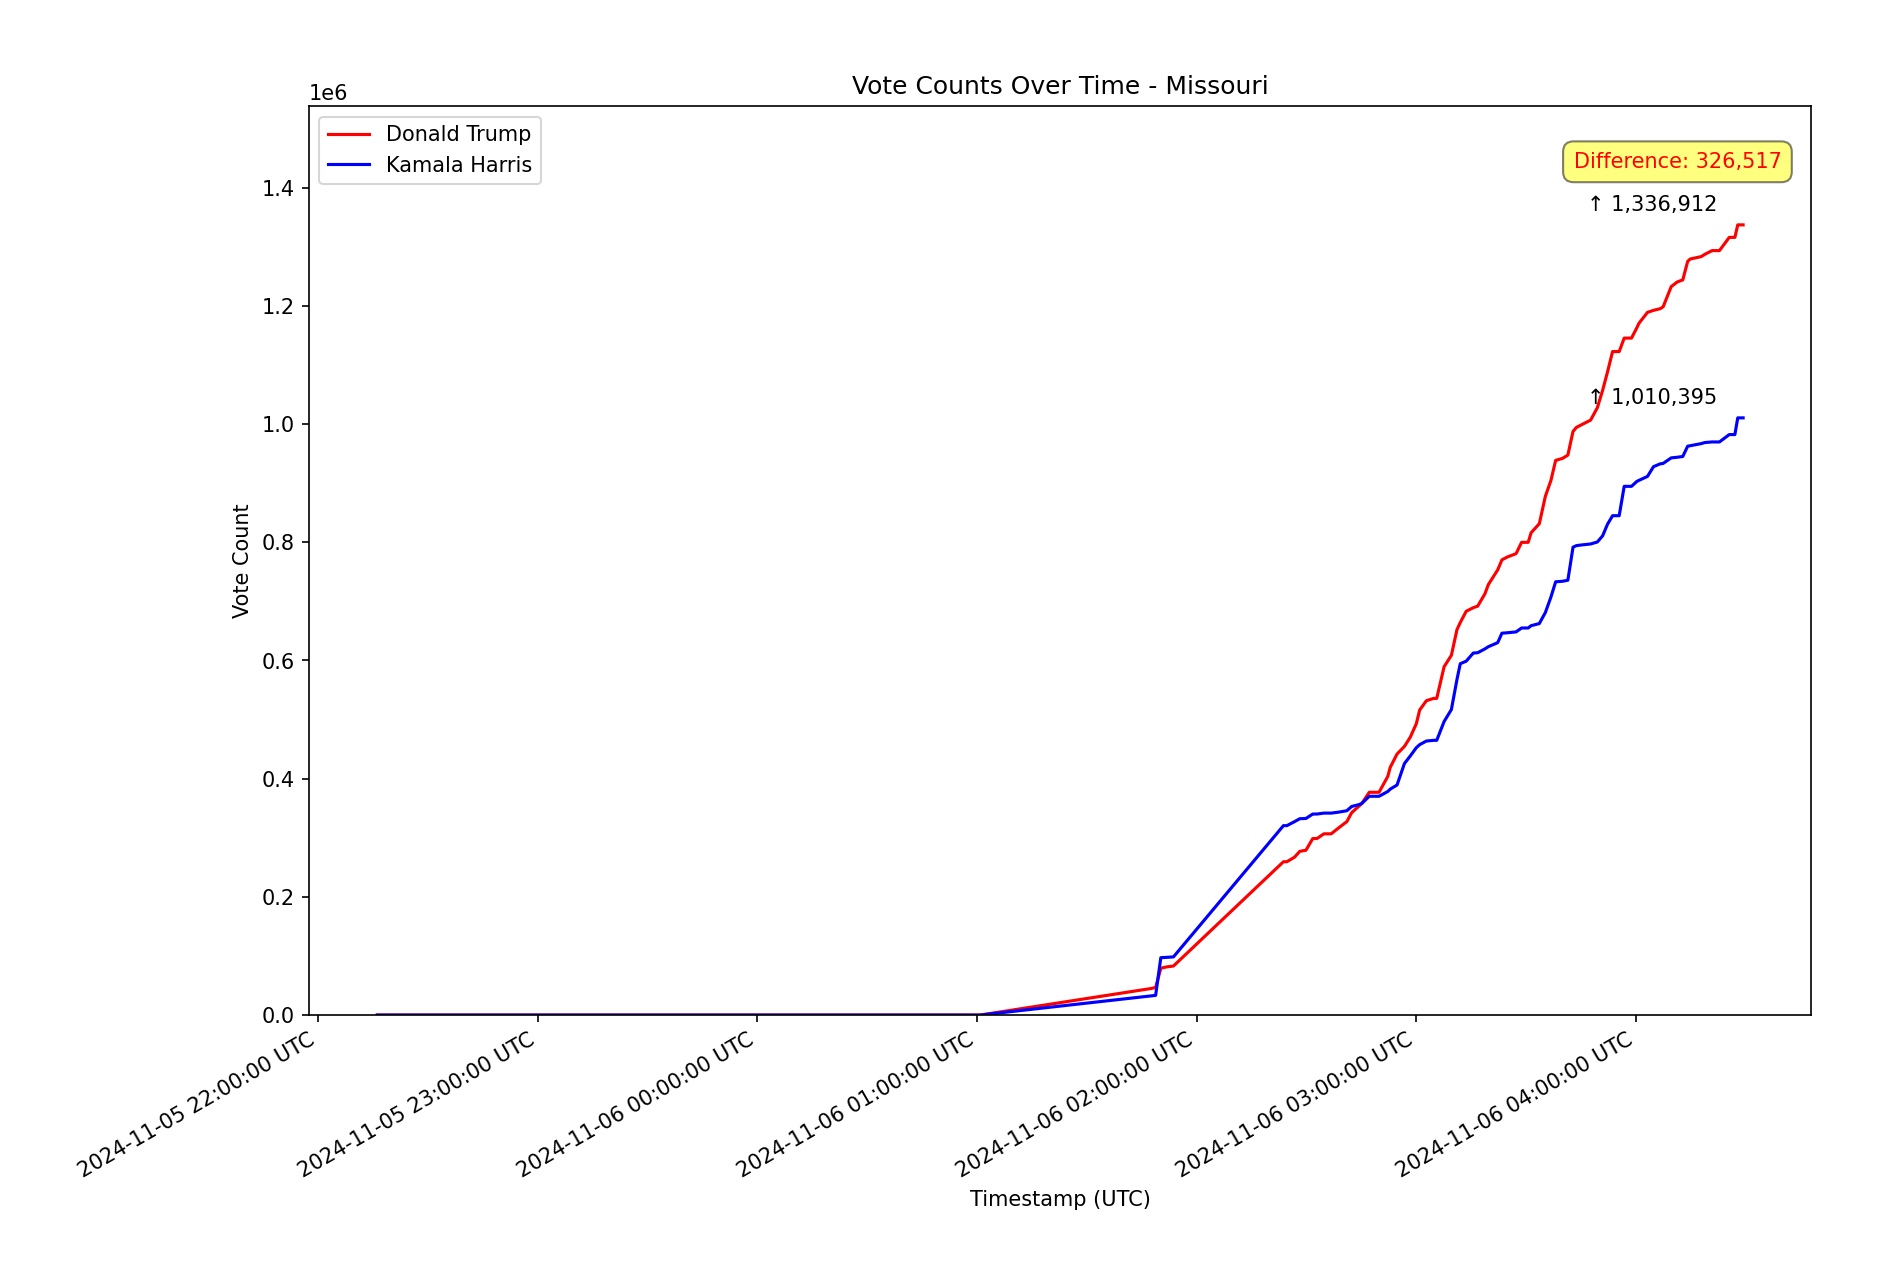 Vote Counts Over Time - Missouri
1e6
Donald Trump
Kamala Harris
Difference: 326,517
↑ 1,336,912
↑ 1,010,395
1.4
1.2
1.0
0.8
0.6
0.4
0.2
0.0
Vote Count
2024-11-05 22:00:00 UTC
2024-11-05 23:00:00 UTC
2024-11-06 00:00:00 UTC
2024-11-06 01:00:00 UTC
2024-11-06 02:00:00 UTC
2024-11-06 03:00:00 UTC
2024-11-06 04:00:00 UTC
Timestamp (UTC)